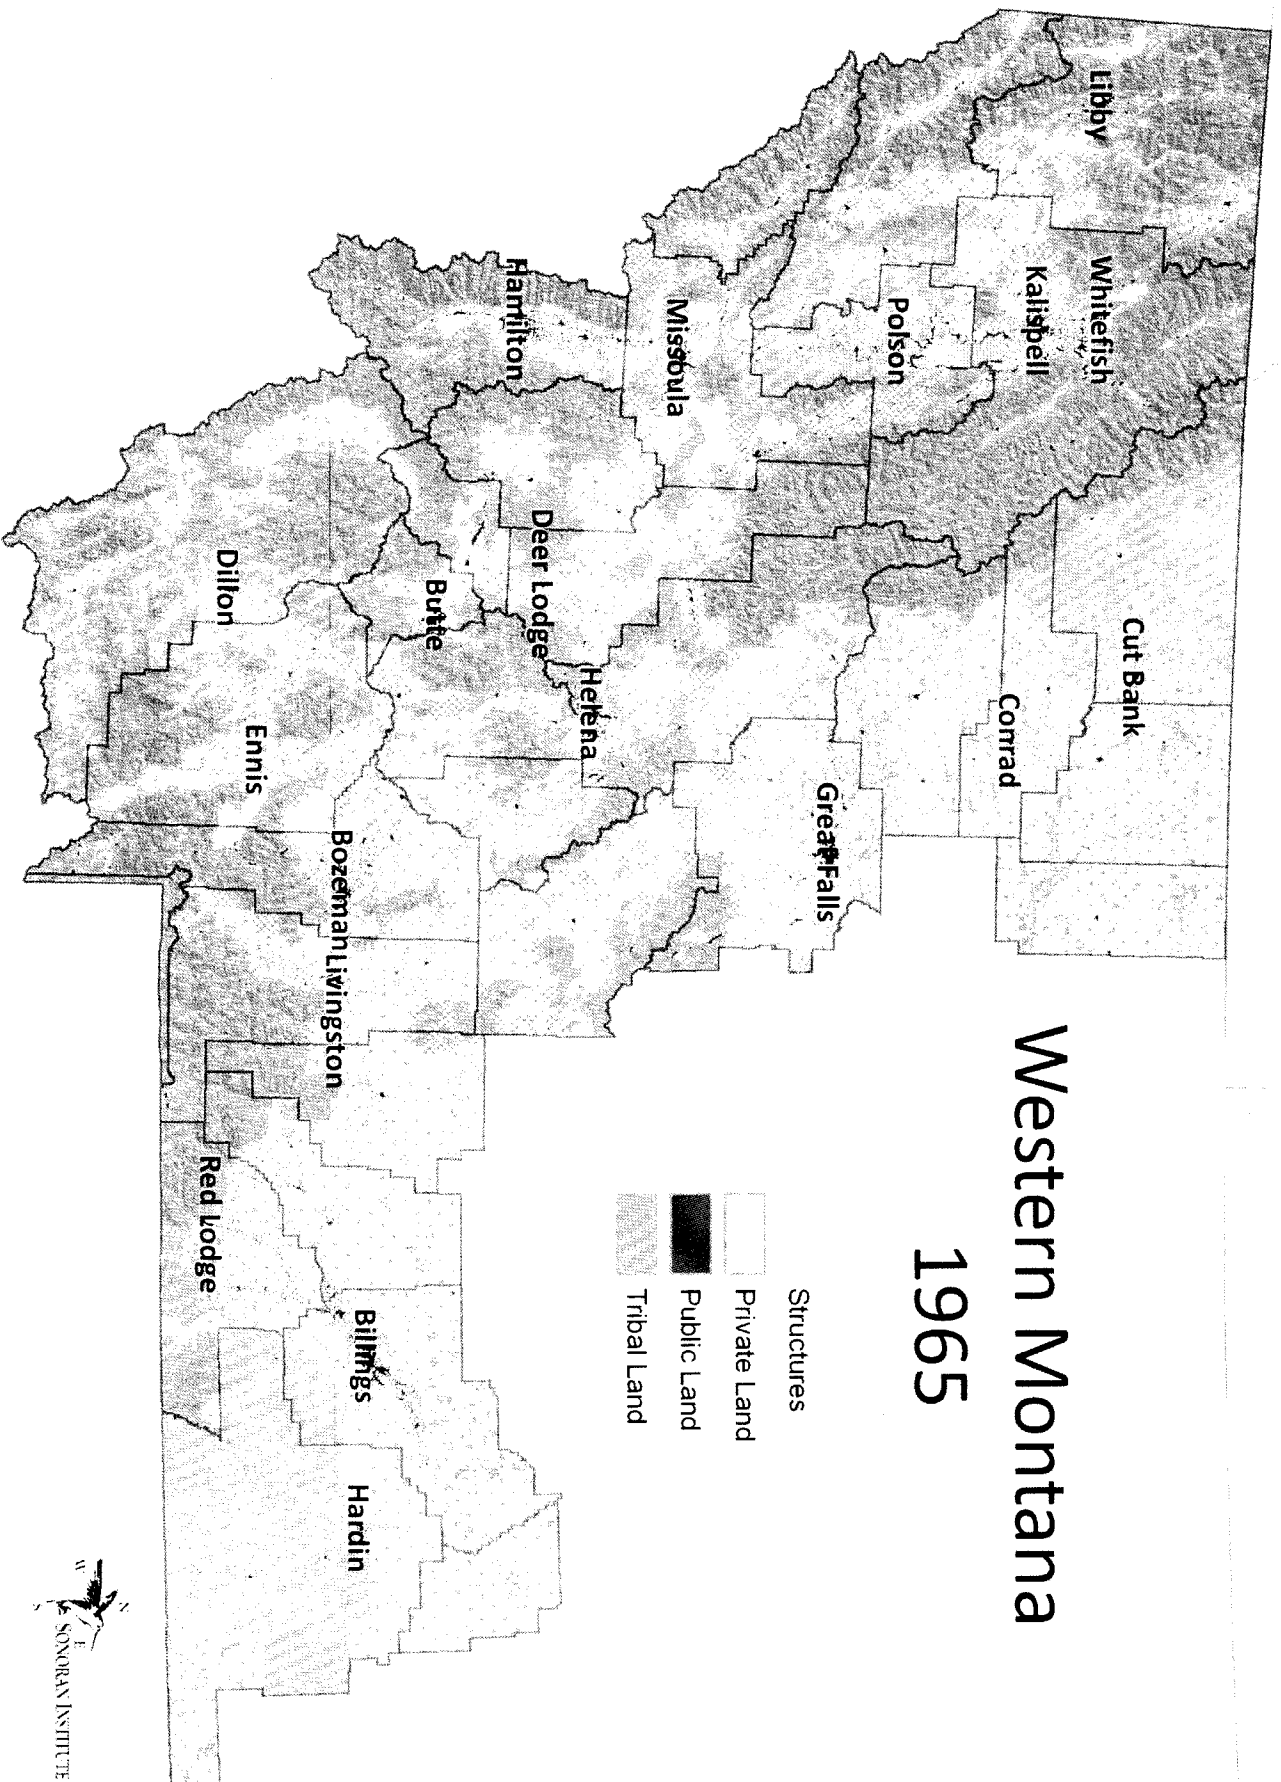 Western Montana
1965
Libby
Whitefish
Cut Bank
Kalispell
Conrad
Polson
Great Falls
Missoula
Helena
Hamilton
Deer Lodge
Butte
Bozeman
Livingston
Billings
Hardin
Dillon
Ennis
Red Lodge
Structures
Private Land
Public Land
Tribal Land
N
W
E
S
SONORAN INSTITUTE